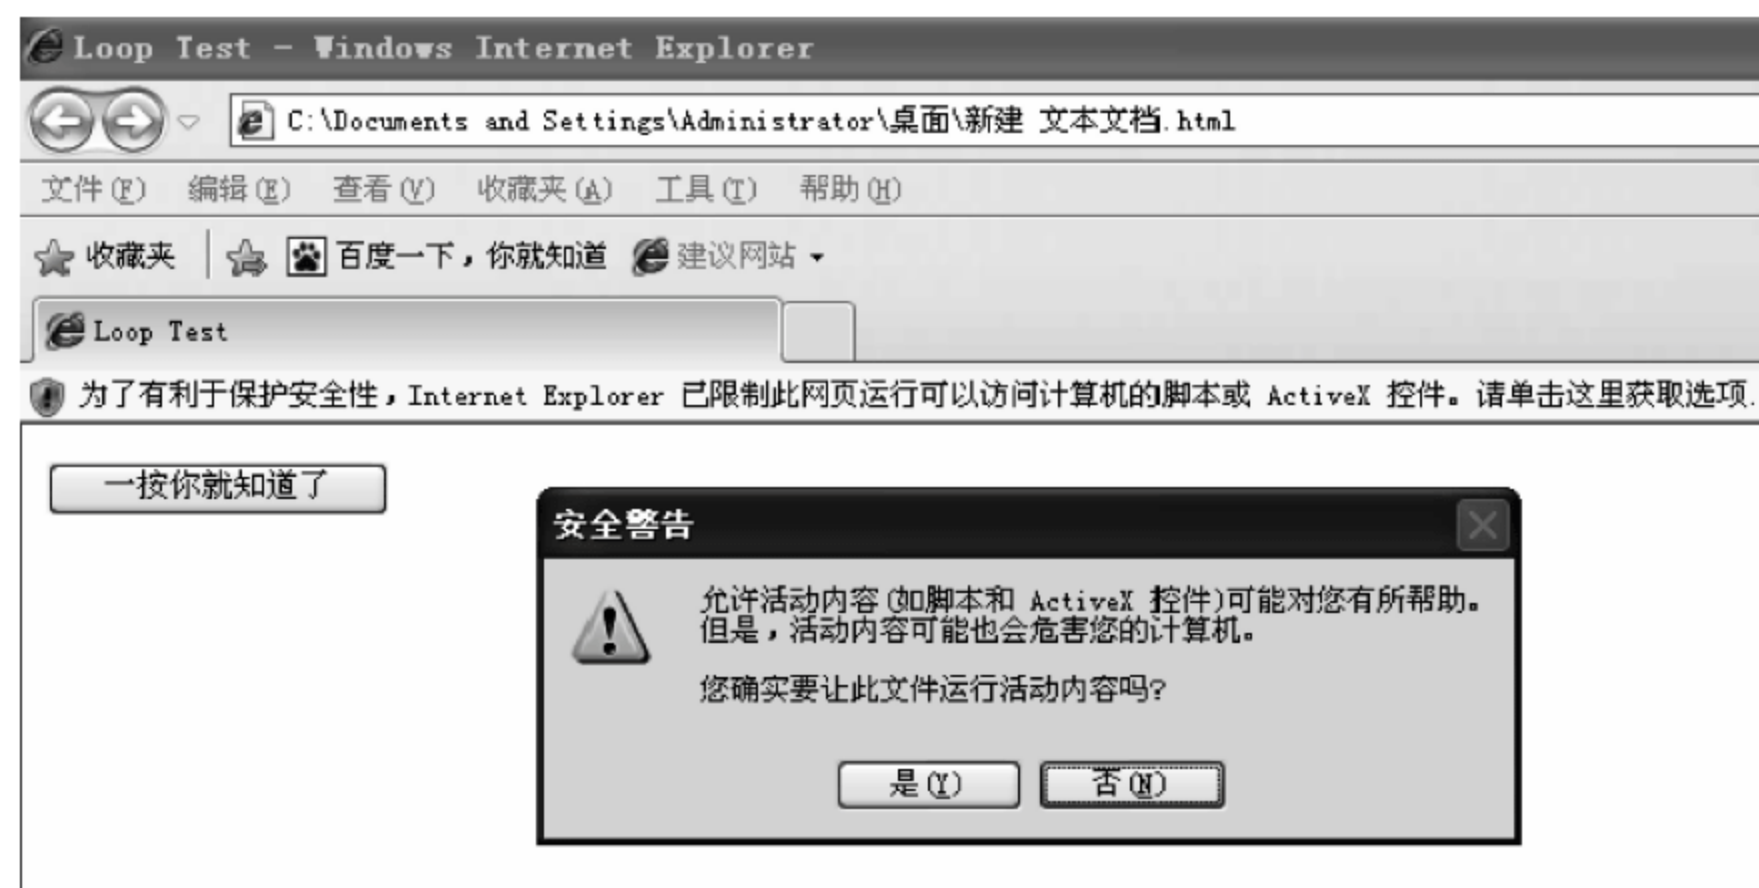 Loop Test - Windows Internet Explorer
C:\Documents and Settings\Administrator\桌面\新建 文本文档.html
文件(F) 编辑(E) 查看(V) 收藏夹(A) 工具(T) 帮助(H)
收藏夹 百度一下，你就知道 建议网站
Loop Test
为了有利于保护安全性，Internet Explorer 已限制此网页运行可以访问计算机的脚本或 ActiveX 控件。请单击这里获取选项.
一按你就知道了
安全警告
允许活动内容(如脚本和 ActiveX 控件)可能对您有所帮助。
但是，活动内容可能也会危害您的计算机。
您确实要让此文件运行活动内容吗?
是(Y) 否(N)